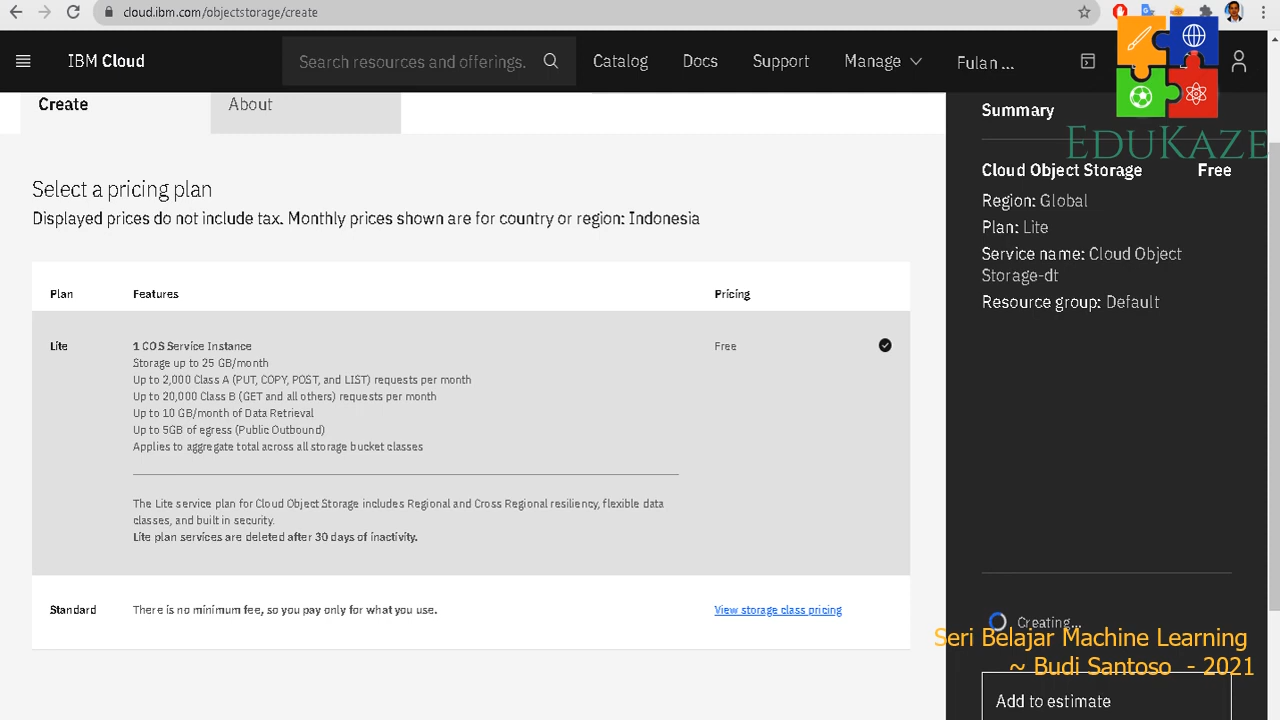 cloud.ibm.com/objectstorage/create
IBM Cloud
Search resources and offerings.
Catalog
Docs
Support
Manage
Fulan ...
Create
About
Select a pricing plan
Displayed prices do not include tax. Monthly prices shown are for country or region: Indonesia
Plan
Features
Pricing
Lite
1 COS Service Instance
Free
Storage up to 25 GB/month
Up to 2,000 Class A (PUT, COPY, POST, and LIST) requests per month
Up to 20,000 Class B (GET and all others) requests per month
Up to 10 GB/month of Data Retrieval
Up to 5GB of egress (Public Outbound)
Applies to aggregate total across all storage bucket classes
The Lite service plan for Cloud Object Storage includes Regional and Cross Regional resiliency, flexible data
classes, and built in security.
Lite plan services are deleted after 30 days of inactivity.
Standard
There is no minimum fee, so you pay only for what you use.
View storage class pricing
Summary
EduKaze
Cloud Object Storage
Free
Region: Global
Plan: Lite
Service name: Cloud Object
Storage-dt
Resource group: Default
Creating...
Seri Belajar Machine Learning
~ Budi Santoso - 2021
Add to estimate